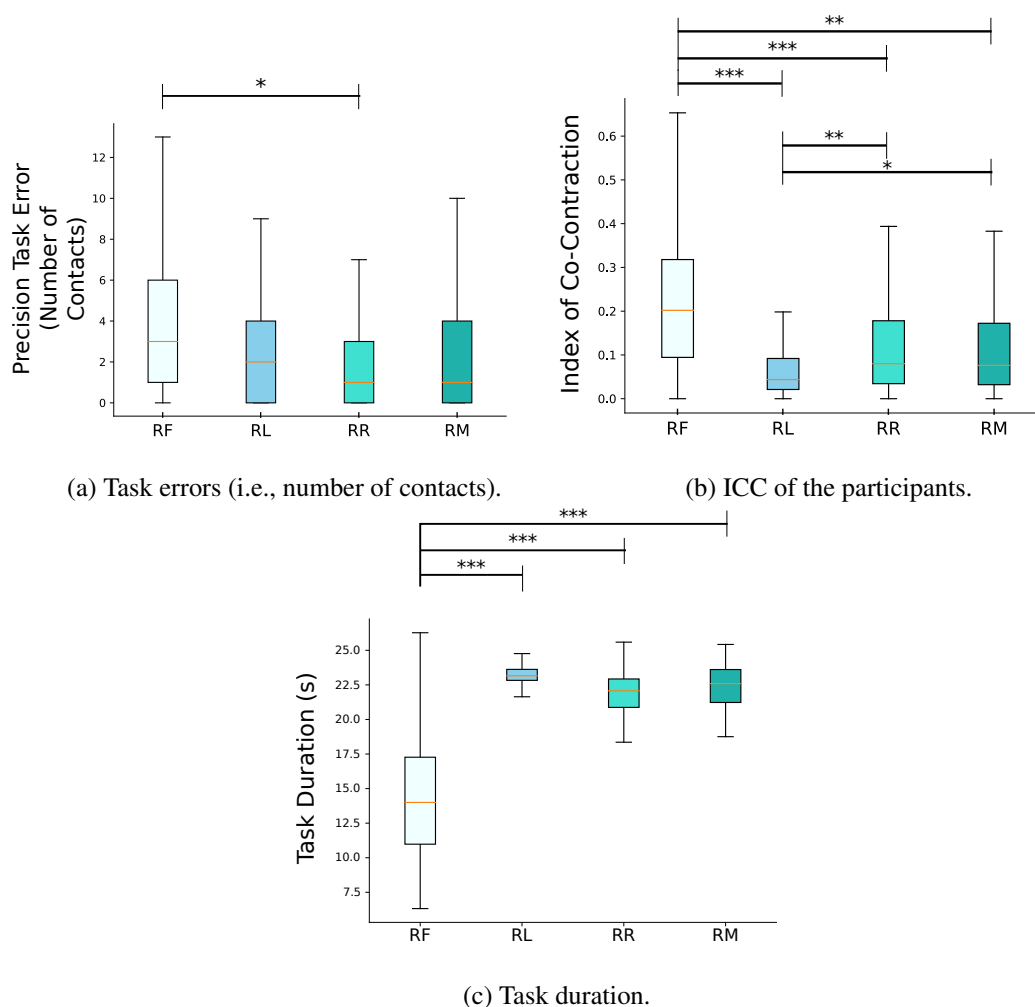 *
Precision Task Error
(Number of
Contacts)
12
10
8
6
4
2
0
RF RL RR RM
(a) Task errors (i.e., number of contacts).
**
***
***
**
*
Index of Co-Contraction
0.6
0.5
0.4
0.3
0.2
0.1
0.0
RF RL RR RM
(b) ICC of the participants.
***
***
***
Task Duration (s)
25.0
22.5
20.0
17.5
15.0
12.5
10.0
7.5
RF RL RR RM
(c) Task duration.